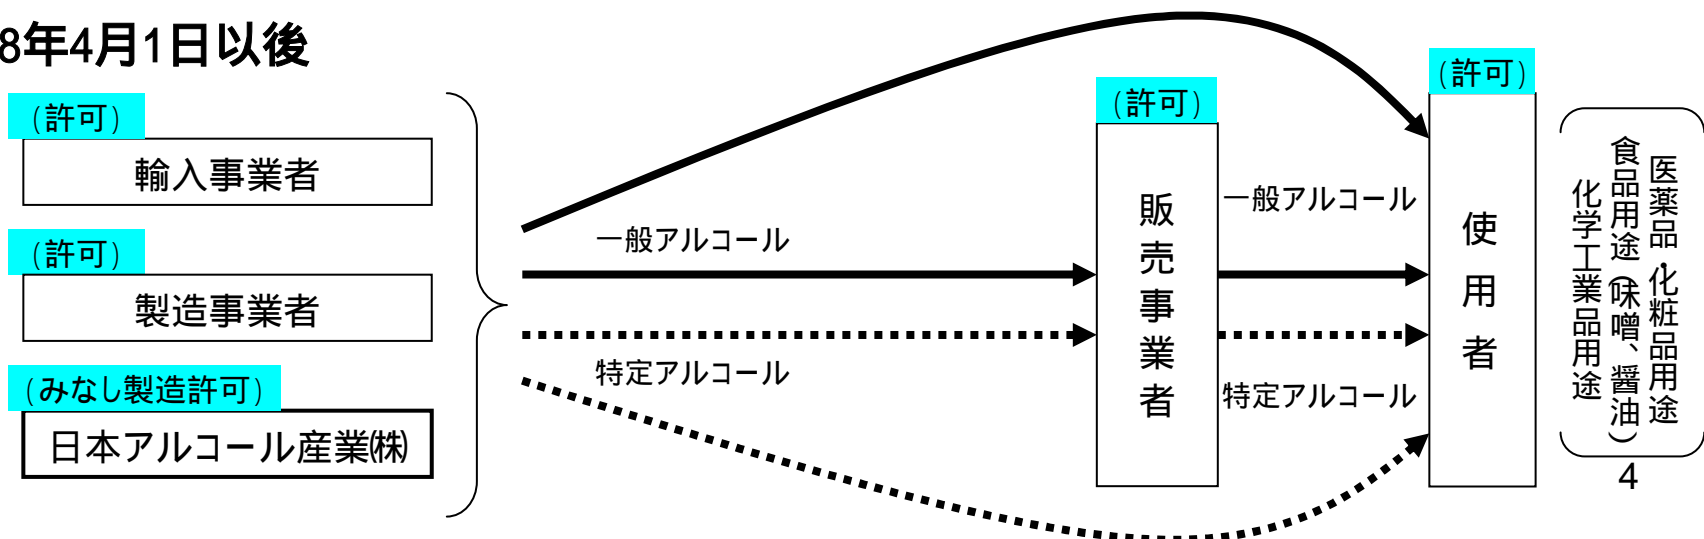 8年4月1日以後
(許可)
輸入事業者
(許可)
製造事業者
(みなし製造許可)
日本アルコール産業㈱
一般アルコール
特定アルコール
(許可)
販売事業者
一般アルコール
特定アルコール
(許可)
使用者
医薬品・化粧品用途
食品用途(味噌、醤油)
化学工業品用途
4